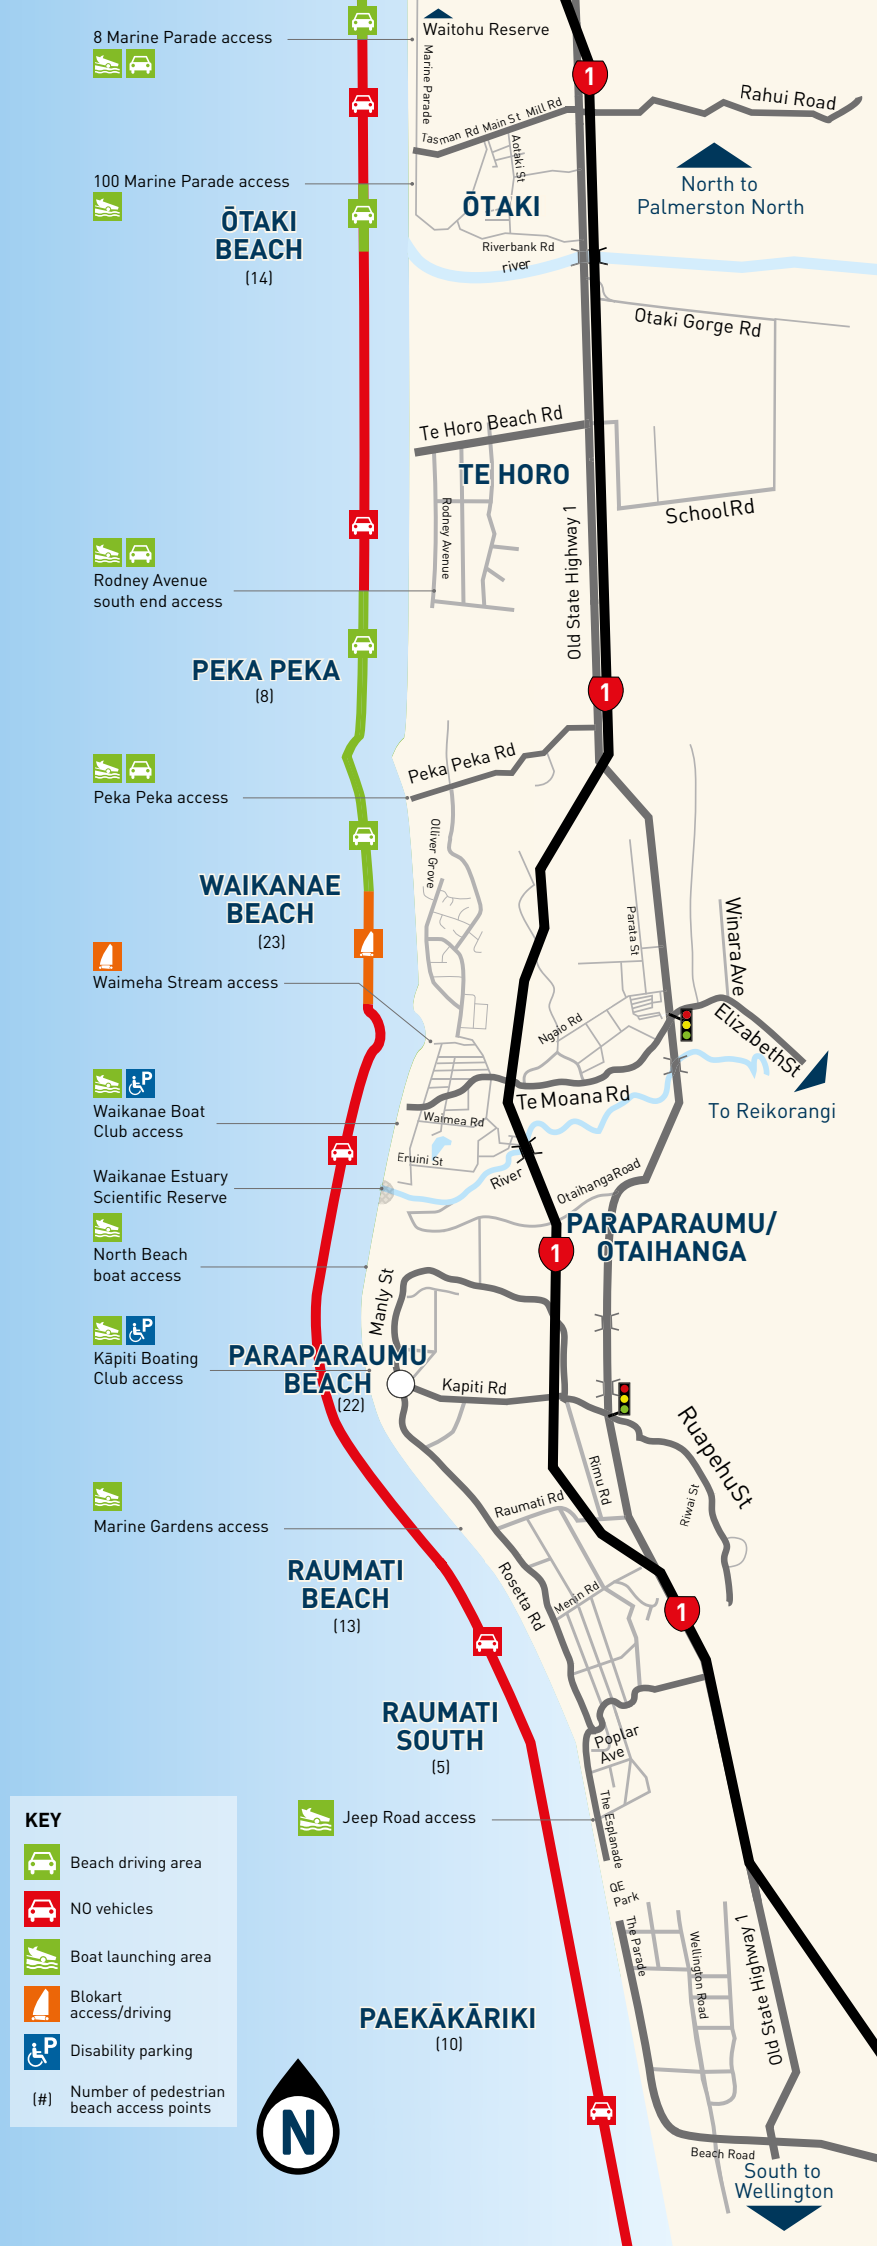 8 Marine Parade access
Waitohu Reserve
Marine Parade
1
Rahui Road
Tasman Rd Main St Mill Rd
Aotaki St
100 Marine Parade access
North to
Palmerston North
ŌTAKI
BEACH
(14)
ŌTAKI
Riverbank Rd
river
Otaki Gorge Rd
Te Horo Beach Rd
TE HORO
Rodney Avenue
SchoolRd
Old State Highway 1
Rodney Avenue
south end access
PEKA PEKA
(8)
1
Peka Peka Rd
Peka Peka access
Olliver Grove
WAIKANAE
BEACH
(23)
Parata St
Winara Ave
Waimeha Stream access
Ngaio Rd
ElizabethSt
Te Moana Rd
To Reikorangi
Waikanae Boat
Club access
Waimea Rd
Eruini St
Waikanae Estuary
Scientific Reserve
River
OtaihangaRoad
PARAPARAUMU/
OTAIHANGA
1
North Beach
boat access
Manly St
Kāpiti Boating
Club access
PARAPARAUMU
BEACH
(22)
Kapiti Rd
RuapehuSt
Rimu Rd
Riwai St
Raumati Rd
Marine Gardens access
RAUMATI
BEACH
(13)
Rosetta Rd
Menin Rd
1
RAUMATI
SOUTH
(5)
Poplar
Ave
Jeep Road access
The Esplanade
QE
Park
The Parade
Wellington Road
Old State Highway 1
PAEKĀKĀRIKI
(10)
Beach Road
South to
Wellington
KEY
Beach driving area
NO vehicles
Boat launching area
Blokart
access/driving
P
Disability parking
(#)
Number of pedestrian
beach access points
N